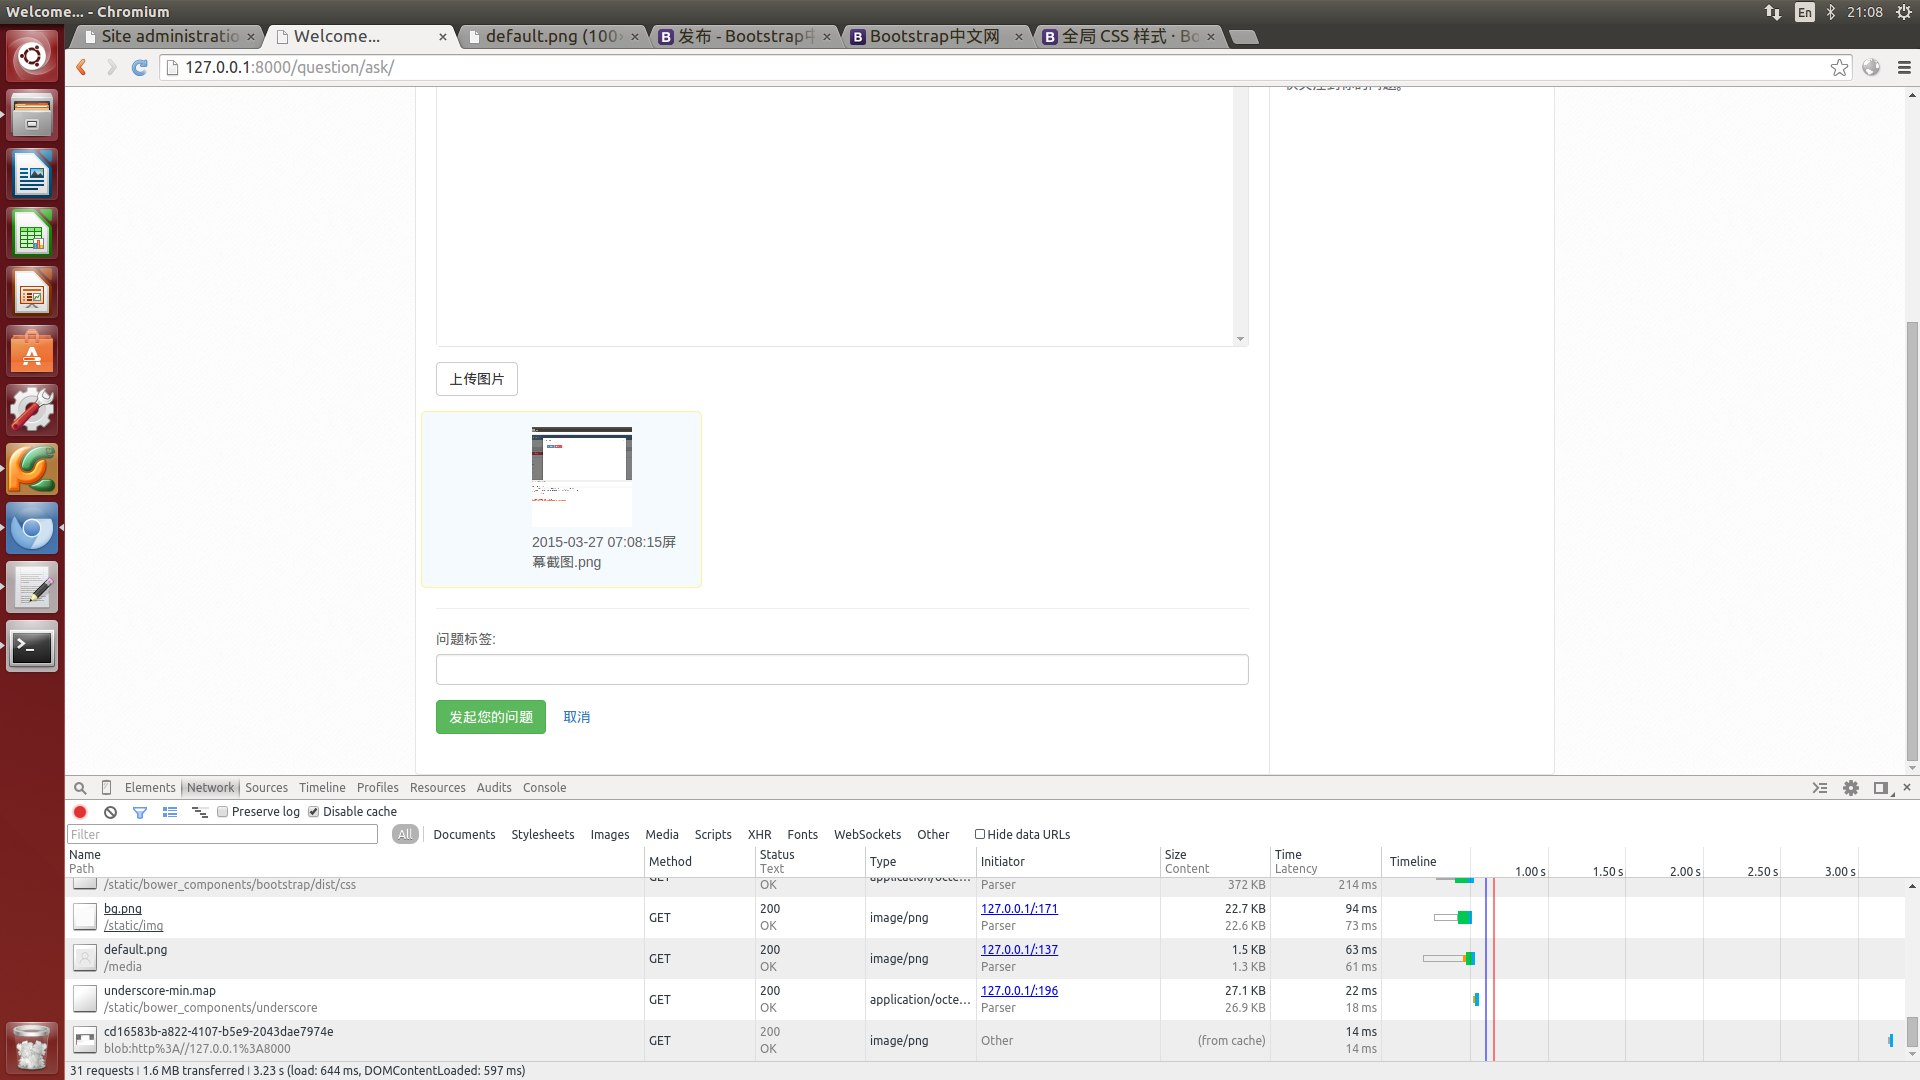 Welcome... - Chromium
En
21:08
Site administratio
Welcome...
default.png (100
发布 - Bootstrap中
Bootstrap中文网
全局 CSS 样式 · Bo
127.0.0.1:8000/question/ask/
上传图片
2015-03-27 07:08:15屏
幕截图.png
问题标签:
发起您的问题
取消
Elements
Network
Sources
Timeline
Profiles
Resources
Audits
Console
Preserve log
Disable cache
Filter
All
Documents
Stylesheets
Images
Media
Scripts
XHR
Fonts
WebSockets
Other
Hide data URLs
Name
Path
Method
Status
Text
Type
Initiator
Size
Content
Time
Latency
Timeline
1.00 s
1.50 s
2.00 s
2.50 s
3.00 s
/static/bower_components/bootstrap/dist/css
GET
OK
application/octe...
Parser
372 KB
214 ms
bg.png
/static/img
GET
200
OK
image/png
127.0.0.1/:171
Parser
22.7 KB
22.6 KB
94 ms
73 ms
default.png
/media
GET
200
OK
image/png
127.0.0.1/:137
Parser
1.5 KB
1.3 KB
63 ms
61 ms
underscore-min.map
/static/bower_components/underscore
GET
200
OK
application/octe...
127.0.0.1/:196
Parser
27.1 KB
26.9 KB
22 ms
18 ms
cd16583b-a822-4107-b5e9-2043dae7974e
blob:http%3A//127.0.0.1%3A8000
GET
200
OK
image/png
Other
(from cache)
14 ms
14 ms
31 requests | 1.6 MB transferred | 3.23 s (load: 644 ms, DOMContentLoaded: 597 ms)